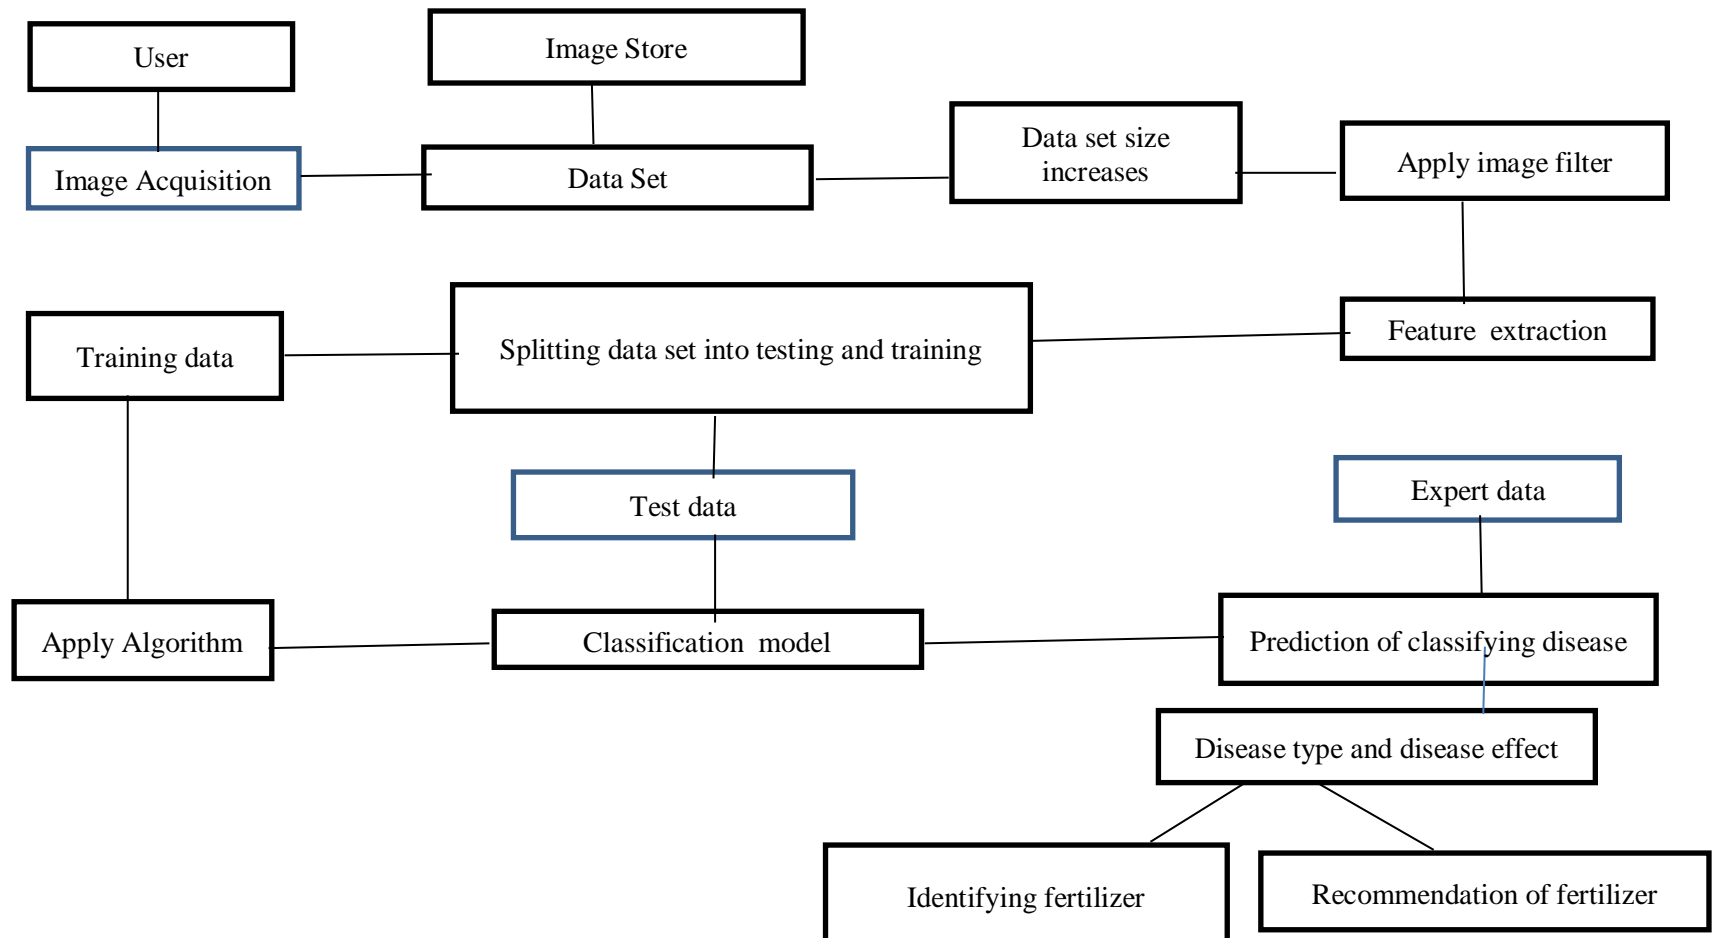 User
Image Store
Image Acquisition
Data Set
Data set size
increases
Apply image filter
Training data
Splitting data set into testing and training
Feature  extraction
Test data
Expert data
Apply Algorithm
Classification  model
Prediction of classifying disease
Disease type and disease effect
Identifying fertilizer
Recommendation of fertilizer